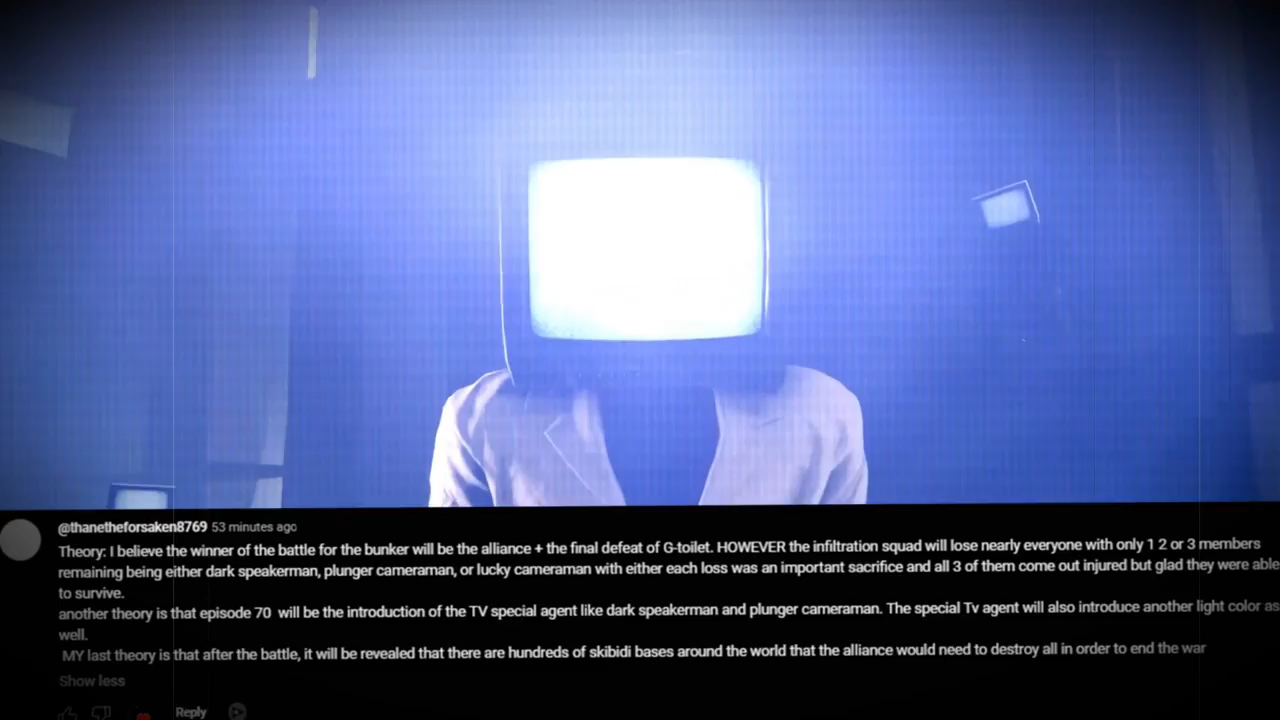 @thanetheforsaken8769 53 minutes ago
Theory: I believe the winner of the battle for the bunker will be the alliance + the final defeat of G-toilet. HOWEVER the infiltration squad will lose nearly everyone with only 1 2 or 3 members
remaining being either dark speakerman, plunger cameraman, or lucky cameraman with either each loss was an important sacrifice and all 3 of them come out injured but glad they were able
to survive.
another theory is that episode 70 will be the introduction of the TV special agent like dark speakerman and plunger cameraman. The special Tv agent will also introduce another light color as
well.
MY last theory is that after the battle, it will be revealed that there are hundreds of skibidi bases around the world that the alliance would need to destroy all in order to end the war
Show less
Reply